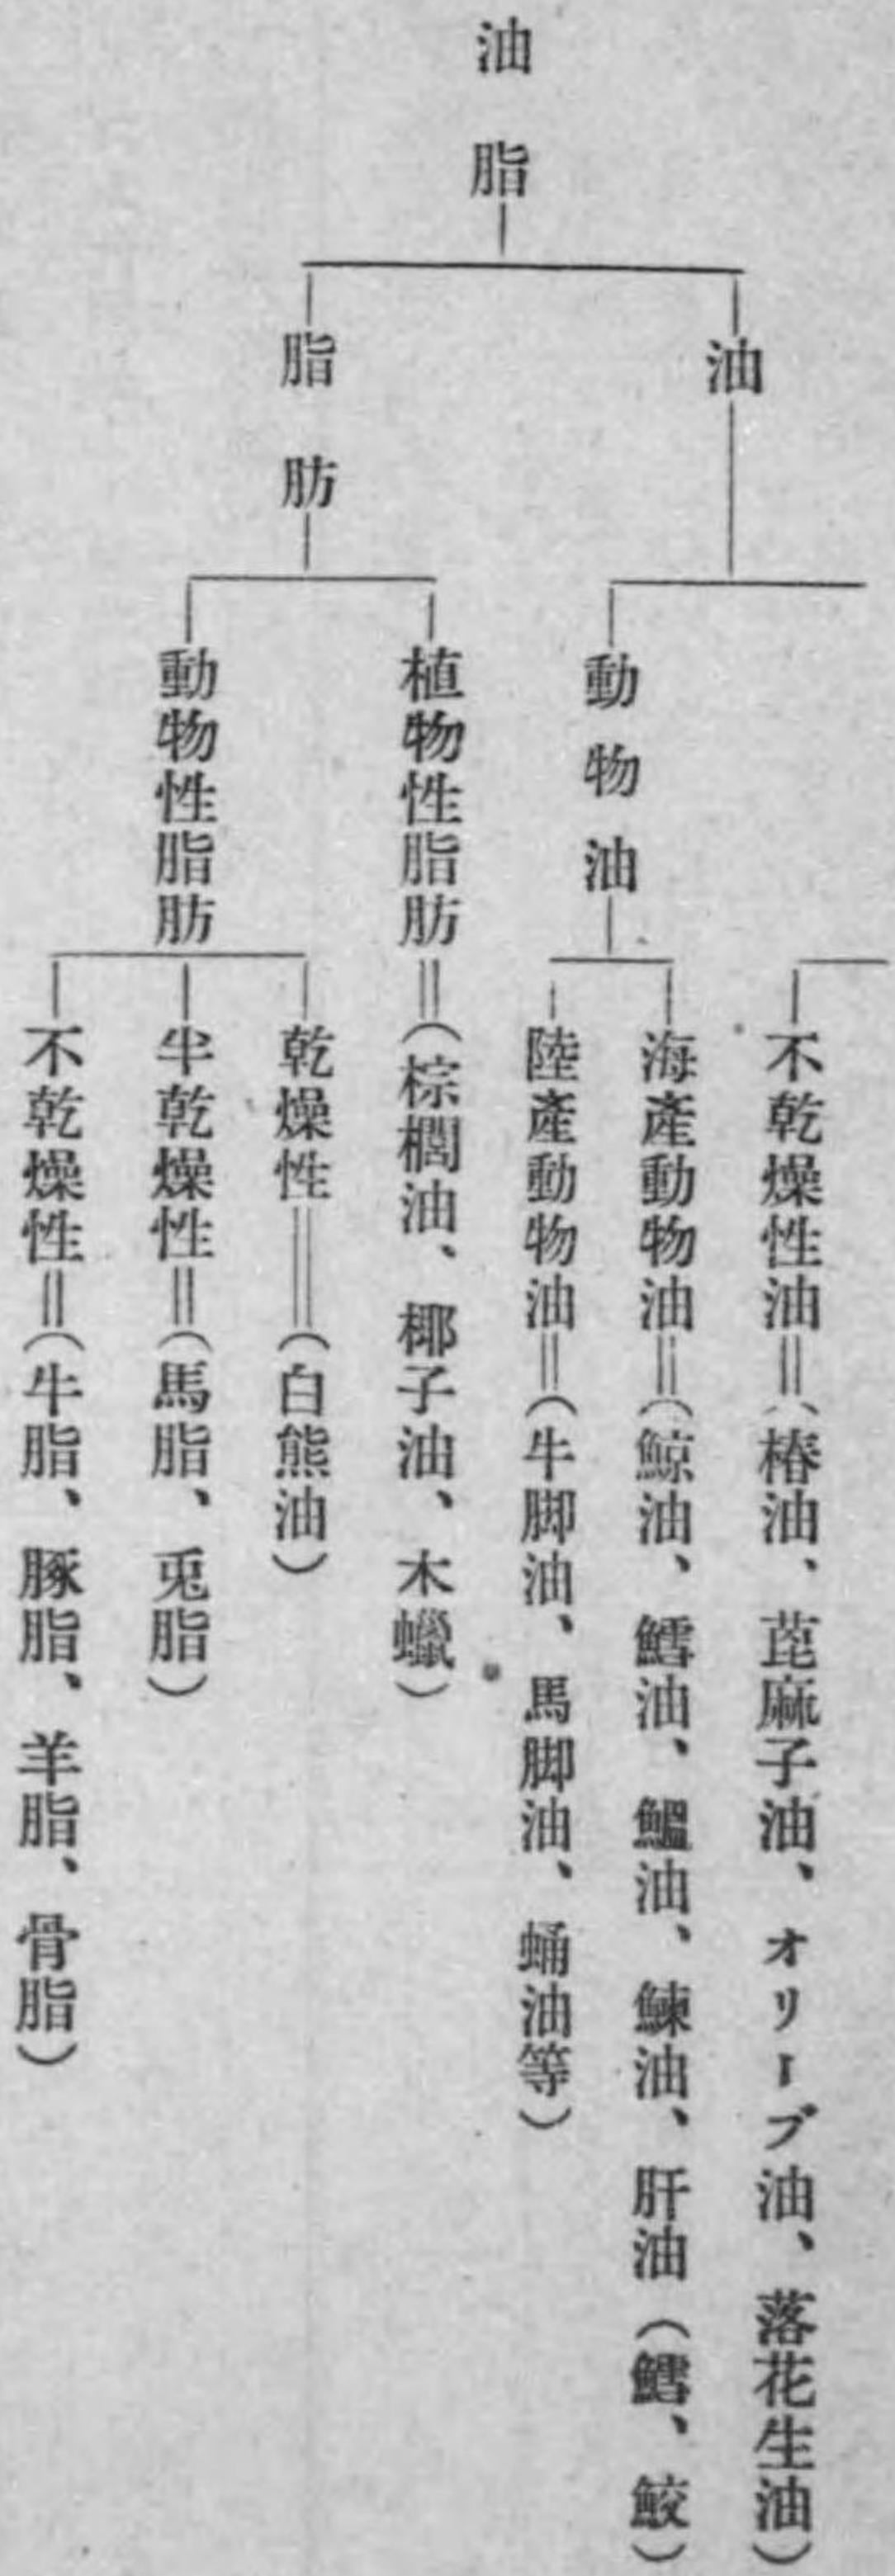 不乾燥性油＝（椿油、蓖麻子油、オリーブ油、落花生油）
海產動物油＝（鯨油、鱈油、鰮油、鰊油、肝油（鱈、鮫）
陸產動物油＝（牛脚油、馬脚油、蛹油等）
油
動物油
植物性脂肪＝（棕櫚油、椰子油、木蠟）
油脂
脂肪
乾燥性＝（白熊油）
動物性脂肪
半乾燥性＝（馬脂、兎脂）
不乾燥性＝（牛脂、豚脂、羊脂、骨脂）